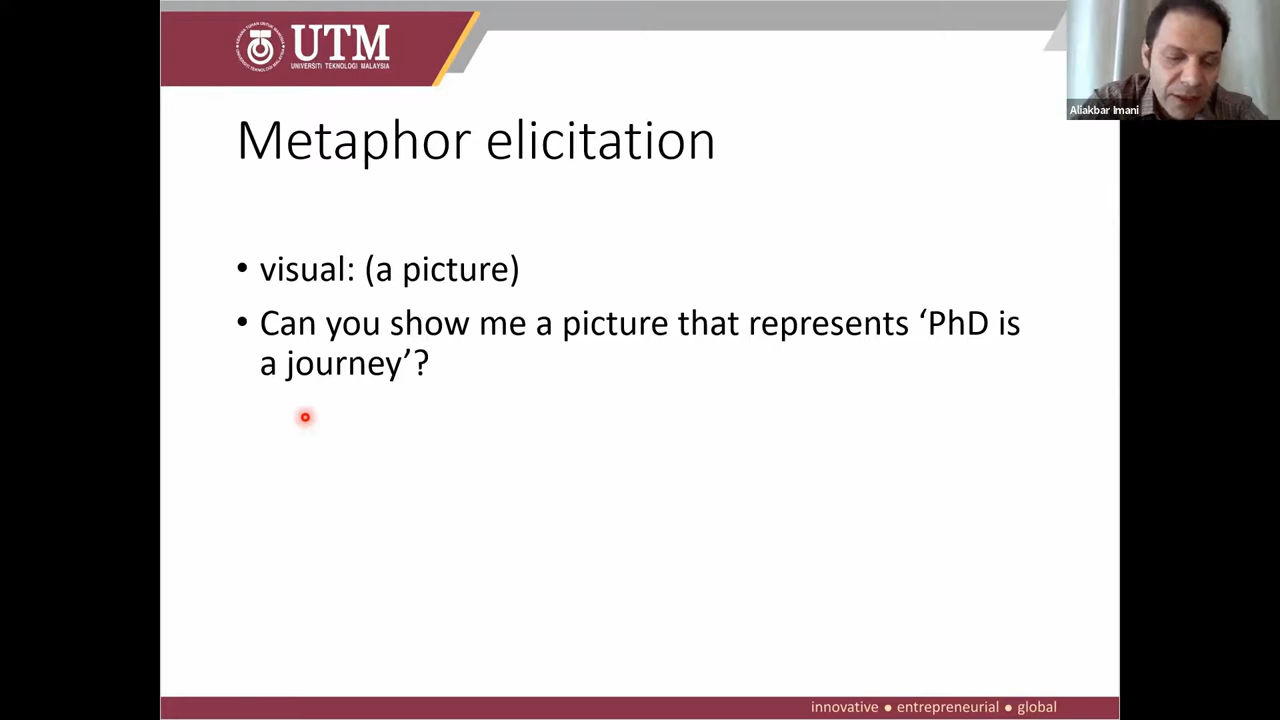 UTM
UNIVERSITI TEKNOLOGI MALAYSIA
Aliakbar Imani
Metaphor elicitation
• visual: (a picture)
• Can you show me a picture that represents ‘PhD is
a journey’?
innovative ● entrepreneurial ● global